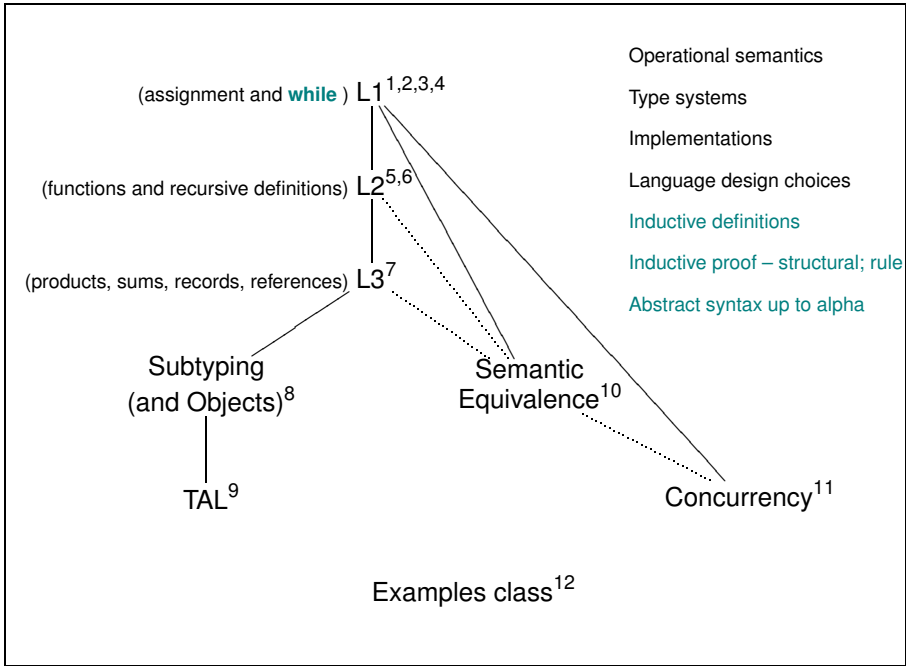 (assignment and while ) L1 1,2,3,4
(functions and recursive definitions) L2 5,6
(products, sums, records, references) L3 7
Subtyping
(and Objects) 8
Semantic
Equivalence 10
TAL 9
Concurrency 11
Examples class 12
Operational semantics
Type systems
Implementations
Language design choices
Inductive definitions
Inductive proof – structural; rule
Abstract syntax up to alpha